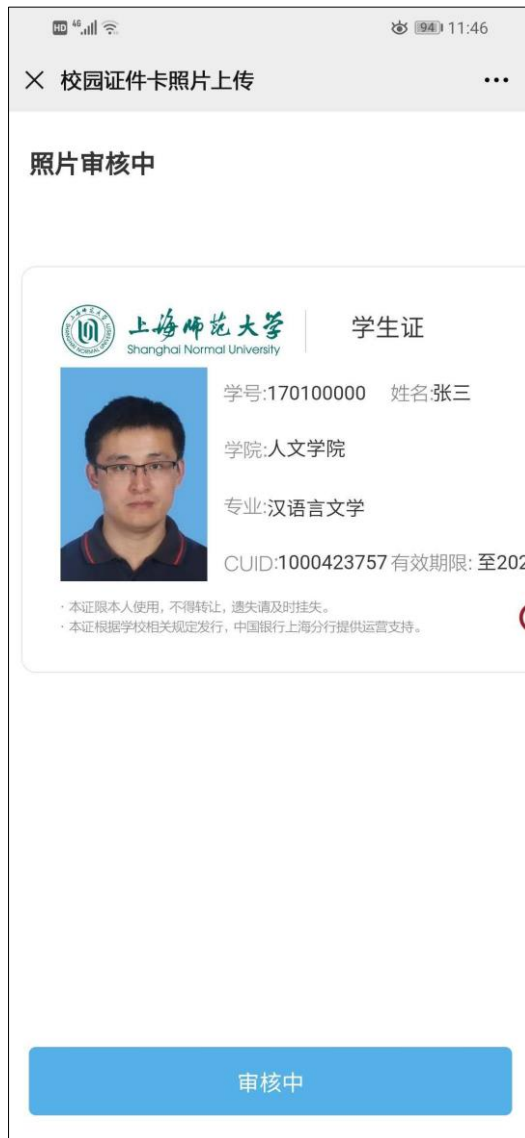 HD 4G 94 11:46
校园证件卡照片上传
照片审核中
上海师范大学 学生证
Shanghai Normal University
学号:170100000 姓名:张三
学院:人文学院
专业:汉语言文学
CUID:1000423757 有效期限: 至202
· 本证限本人使用，不得转让，遗失请及时挂失。
· 本证根据学校相关规定发行，中国银行上海分行提供运营支持。
审核中